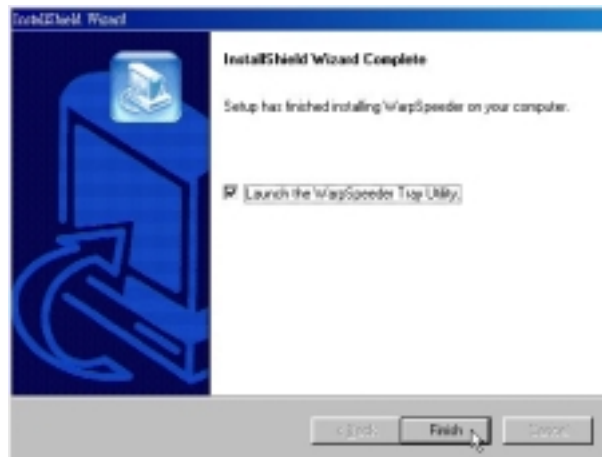 InstallShield Wizard
InstallShield Wizard Complete
Setup has finished installing WarpSpeeder on your computer.
Launch the WarpSpeeder Tray Utility.
< Back
Finish
Cancel